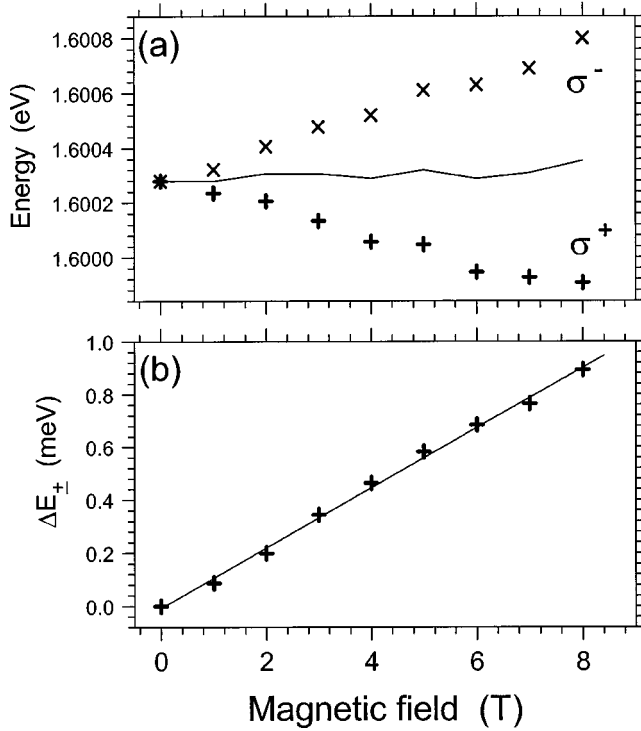 (a)
Energy (eV)
1.6008
1.6006
1.6004
1.6002
1.6000
σ -
σ +
(b)
ΔE± (meV)
1.0
0.8
0.6
0.4
0.2
0.0
0 2 4 6 8
Magnetic field (T)